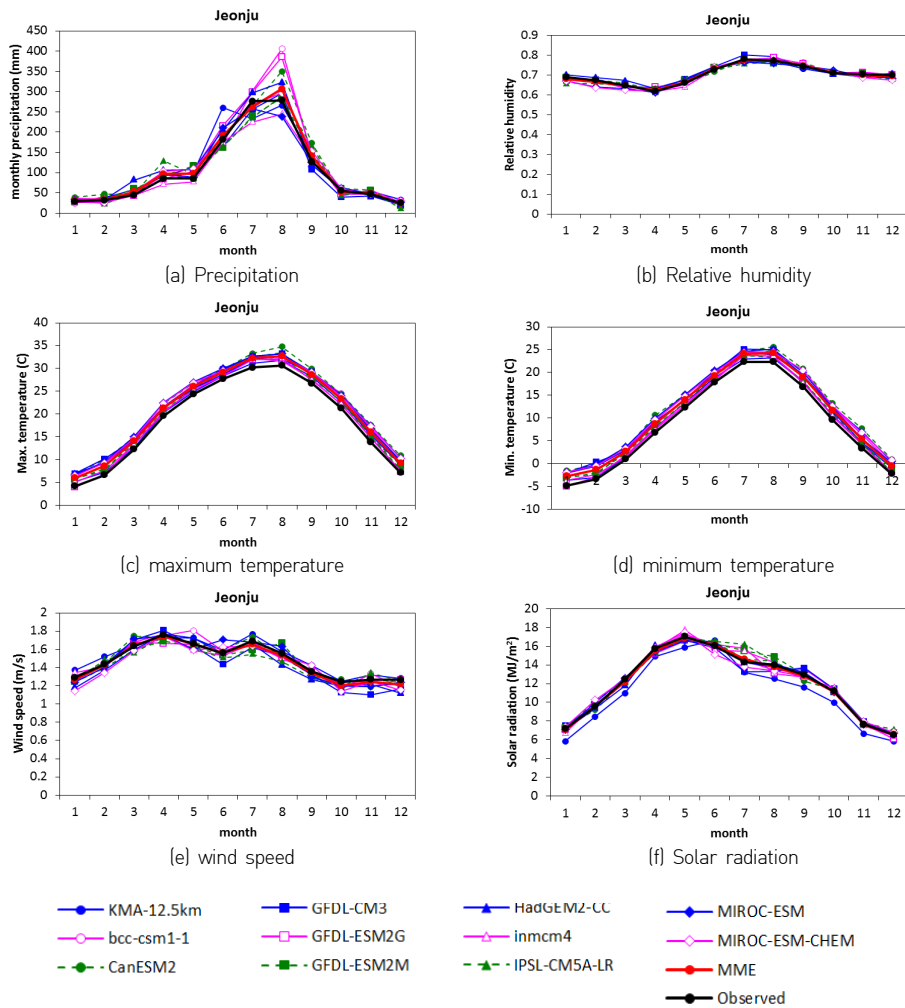 Jeonju
monthly precipitation (mm)
450
400
350
300
250
200
150
100
50
0
1 2 3 4 5 6 7 8 9 10 11 12
month
(a) Precipitation
Jeonju
Relative humidity
0.9
0.8
0.7
0.6
0.5
0.4
0.3
0.2
0.1
0
1 2 3 4 5 6 7 8 9 10 11 12
month
(b) Relative humidity
Jeonju
Max. temperature (C)
40
35
30
25
20
15
10
5
0
1 2 3 4 5 6 7 8 9 10 11 12
month
(c) maximum temperature
Jeonju
Min. temperature (C)
30
25
20
15
10
5
0
-5
-10
1 2 3 4 5 6 7 8 9 10 11 12
month
(d) minimum temperature
Jeonju
Wind speed (m/s)
2
1.8
1.6
1.4
1.2
1
0.8
0.6
0.4
0.2
0
1 2 3 4 5 6 7 8 9 10 11 12
month
(e) wind speed
Jeonju
Solar radiation (MJ/m²)
20
18
16
14
12
10
8
6
4
2
0
1 2 3 4 5 6 7 8 9 10 11 12
month
(f) Solar radiation
KMA-12.5km
GFDL-CM3
HadGEM2-CC
MIROC-ESM
bcc-csm1-1
GFDL-ESM2G
inmcm4
MIROC-ESM-CHEM
CanESM2
GFDL-ESM2M
IPSL-CM5A-LR
MME
Observed